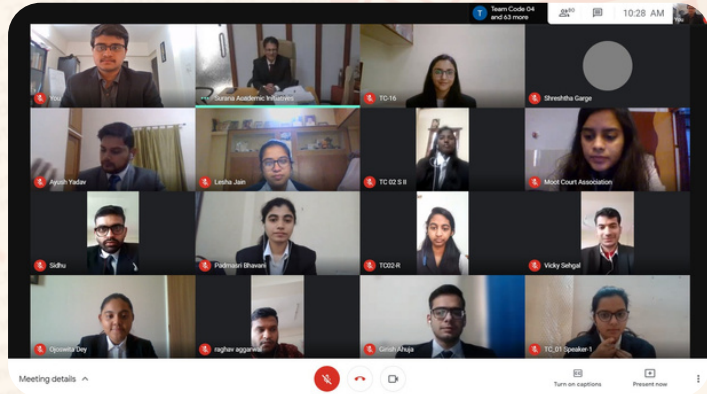 Team Code 04
and 63 more
10:28 AM
You
Surana Academic Initiatives
TC-16
Shreshtha Garge
Ayush Yadav
Lesha Jain
TC 02 S II
Moot Court Association
Sidhu
Padmasri Bhavani
TC02-R
Vicky Sehgal
Ojoswita Dey
raghav aggarwal
Girish Ahuja
TC_01 Speaker-1
Meeting details
Turn on captions
Present now